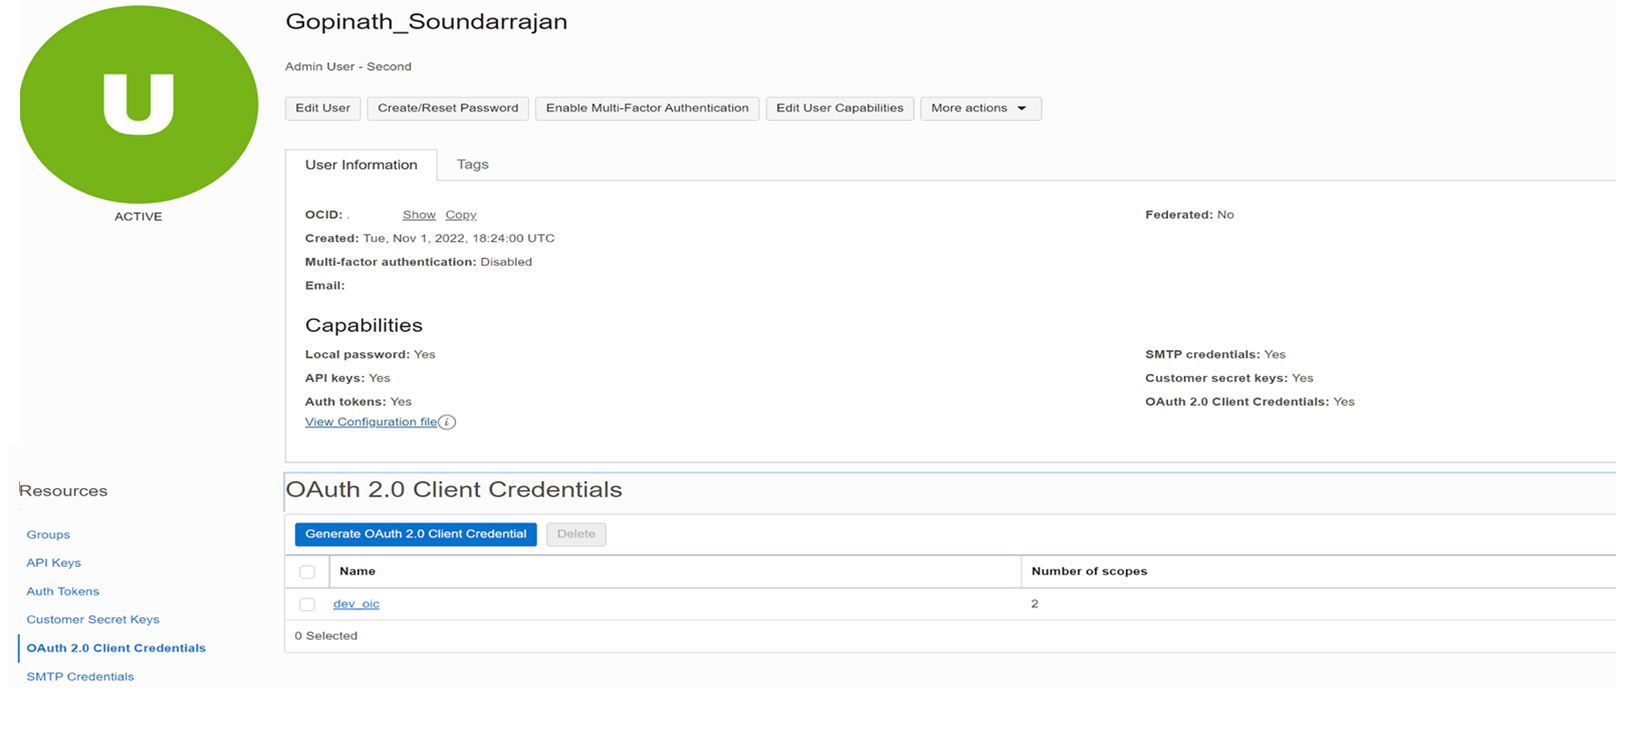 U
ACTIVE
Gopinath_Soundarrajan
Admin User - Second
Edit User Create/Reset Password Enable Multi-Factor Authentication Edit User Capabilities More actions
User Information Tags
OCID: . Show Copy Federated: No
Created: Tue, Nov 1, 2022, 18:24:00 UTC
Multi-factor authentication: Disabled
Email:
Capabilities
Local password: Yes SMTP credentials: Yes
API keys: Yes Customer secret keys: Yes
Auth tokens: Yes OAuth 2.0 Client Credentials: Yes
View Configuration file i
Resources
Groups
API Keys
Auth Tokens
Customer Secret Keys
OAuth 2.0 Client Credentials
SMTP Credentials
OAuth 2.0 Client Credentials
Generate OAuth 2.0 Client Credential Delete
Name Number of scopes
dev_oic 2
0 Selected